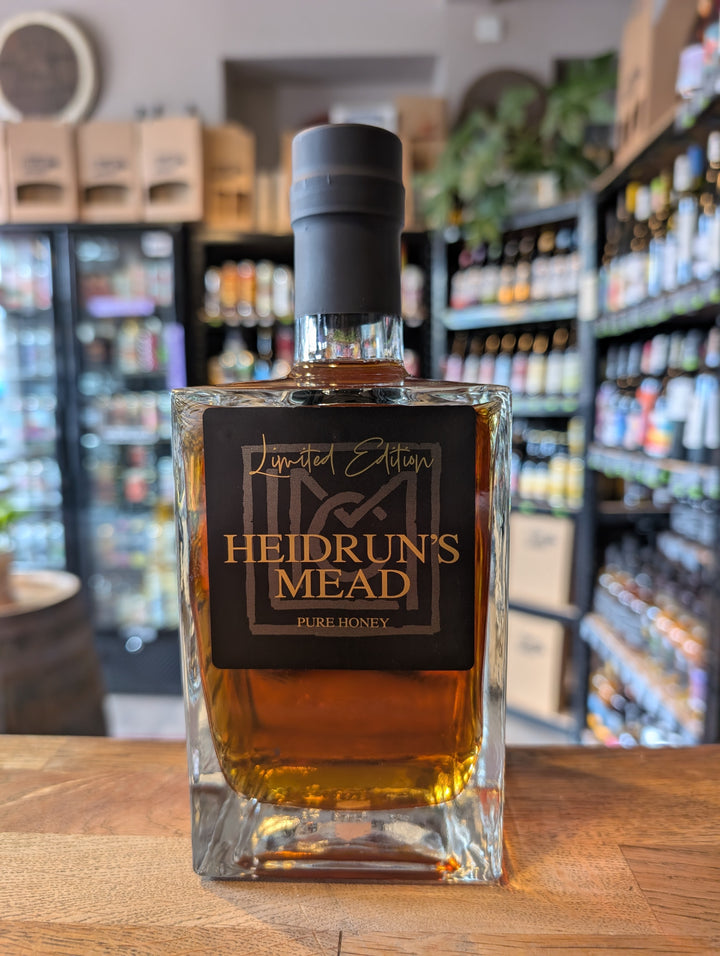 Limited Edition
HEIDRUN'S
MEAD
PURE HONEY